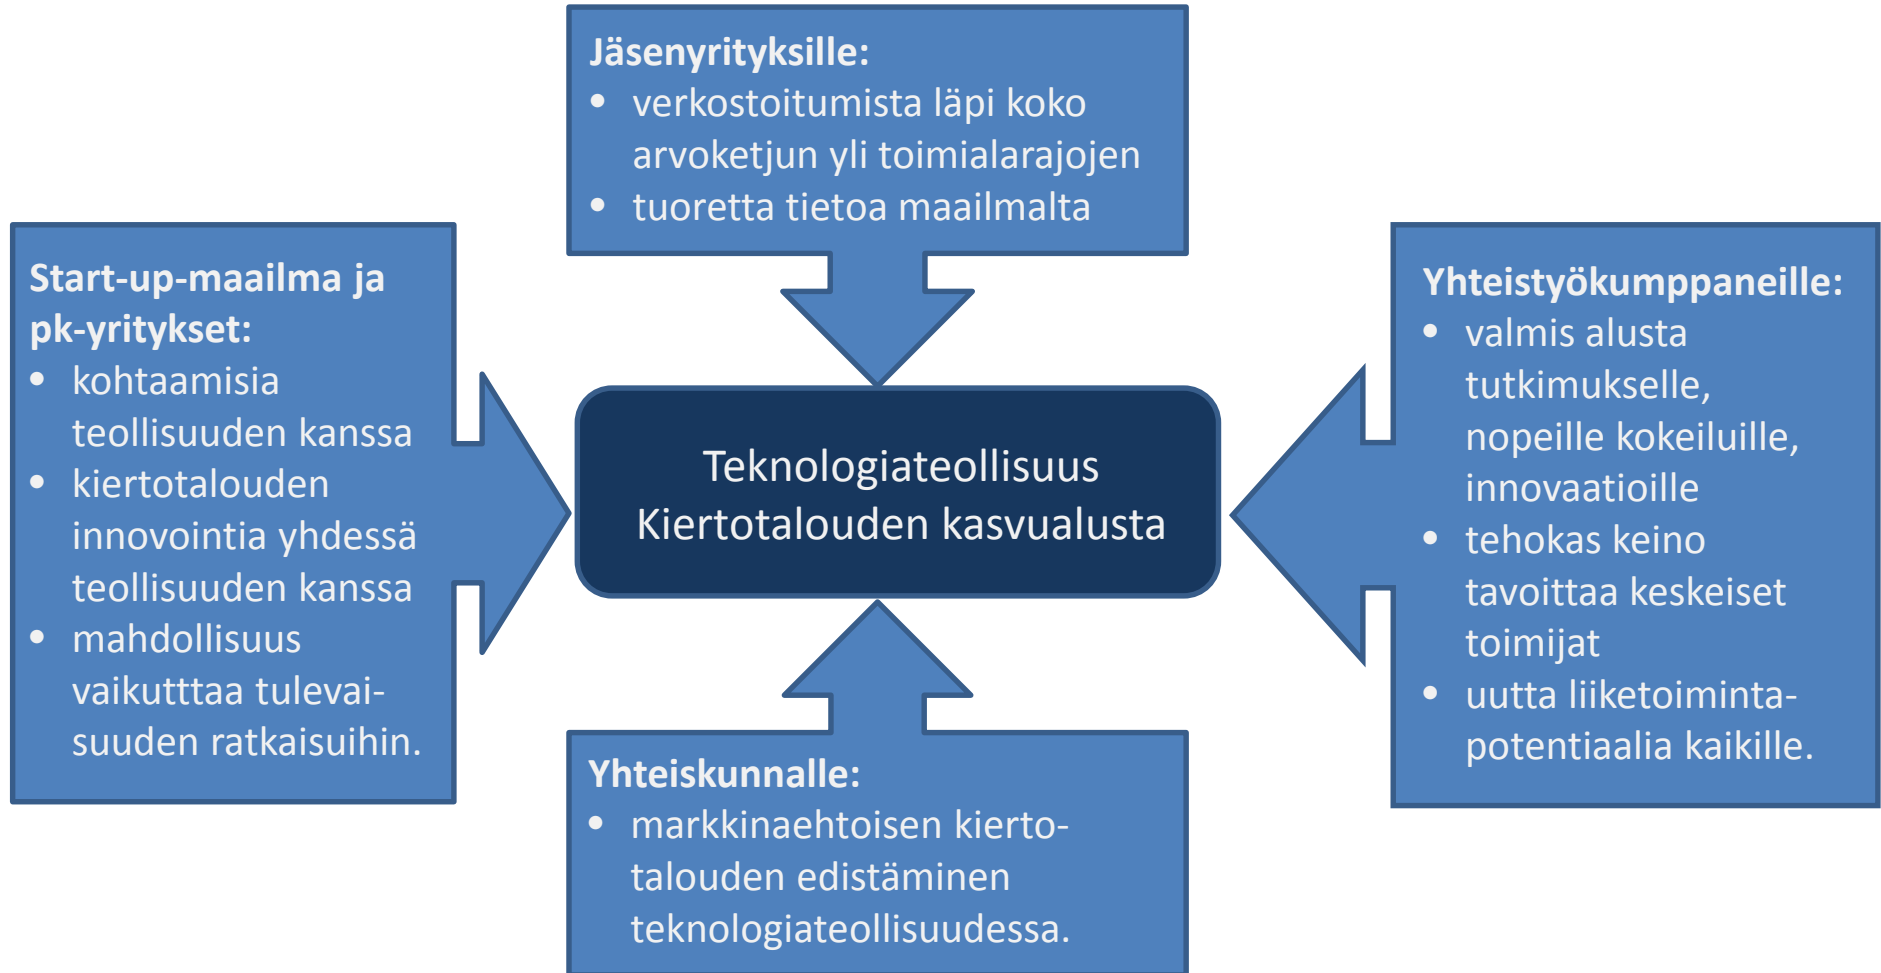 Jäsenyrityksille:
• verkostoitumista läpi koko
arvoketjun yli toimialarajojen
• tuoretta tietoa maailmalta
Start-up-maailma ja
pk-yritykset:
• kohtaamisia
teollisuuden kanssa
• kiertotalouden
innovointia yhdessä
teollisuuden kanssa
• mahdollisuus
vaikutttaa tulevai-
suuden ratkaisuihin.
Teknologiateollisuus
Kiertotalouden kasvualusta
Yhteistyökumppaneille:
• valmis alusta
tutkimukselle,
nopeille kokeiluille,
innovaatioille
• tehokas keino
tavoittaa keskeiset
toimijat
• uutta liiketoiminta-
potentiaalia kaikille.
Yhteiskunnalle:
• markkinaehtoisen kierto-
talouden edistäminen
teknologiateollisuudessa.